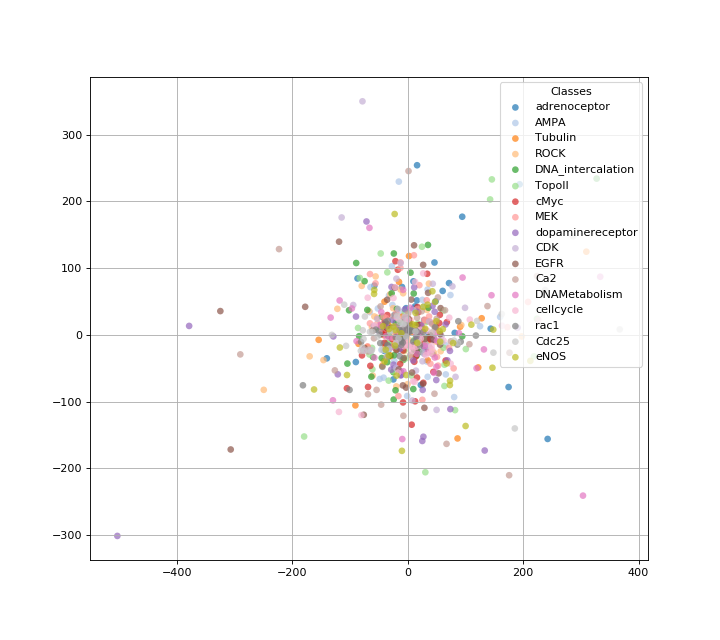 300
200
100
0
−100
−200
−300
−400
−200
0
200
400
Classes
adrenoceptor
AMPA
Tubulin
ROCK
DNA_intercalation
TopoII
cMyc
MEK
dopaminereceptor
CDK
EGFR
Ca2
DNAMetabolism
cellcycle
rac1
Cdc25
eNOS